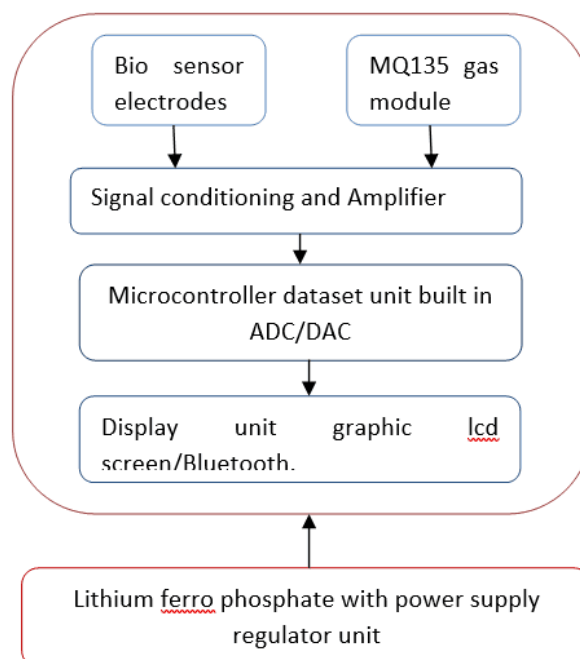 Bio sensor
electrodes
MQ135 gas
module
Signal conditioning and Amplifier
Microcontroller dataset unit built in
ADC/DAC
Display unit graphic lcd
screen/Bluetooth.
Lithium ferro phosphate with power supply
regulator unit